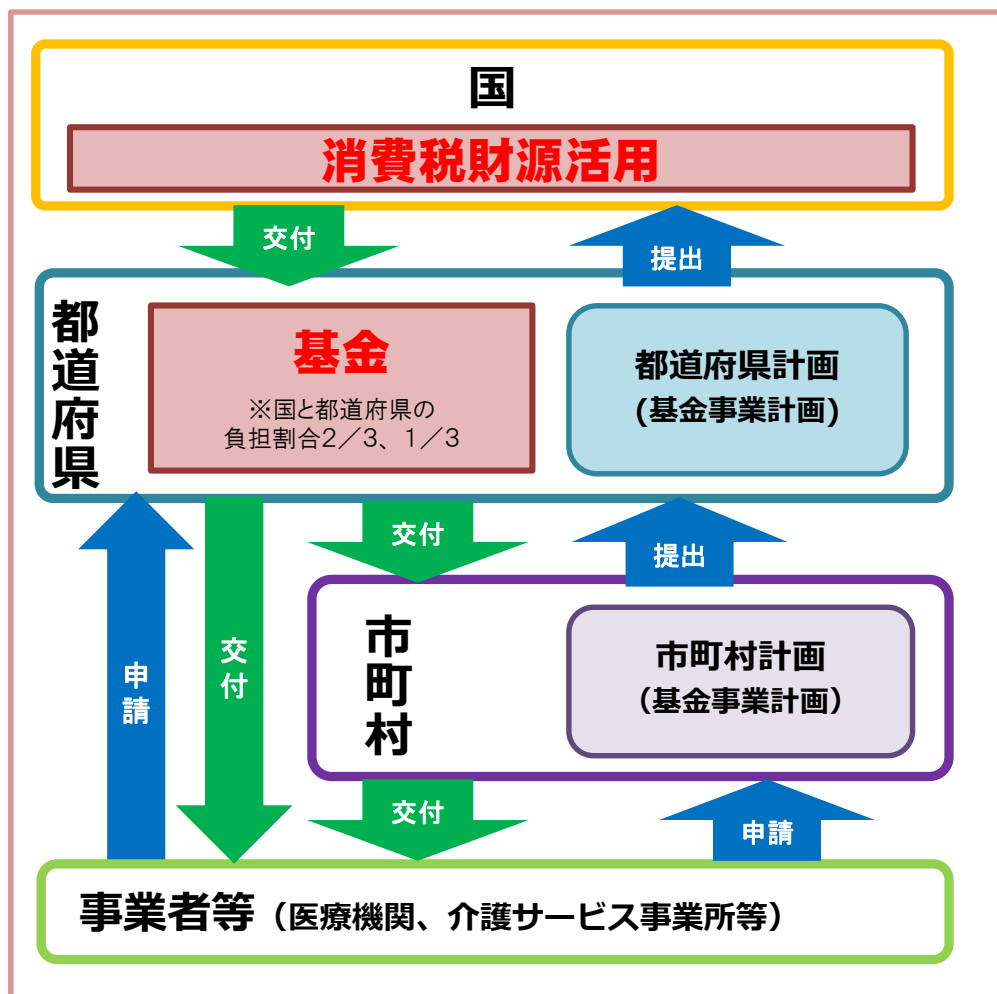 国
消費税財源活用
交付
提出
都道府県
基金
※国と都道府県の
負担割合2／3、1／3
都道府県計画
(基金事業計画)
交付
提出
申請
交付
市町村
市町村計画
（基金事業計画）
交付
申請
事業者等（医療機関、介護サービス事業所等）